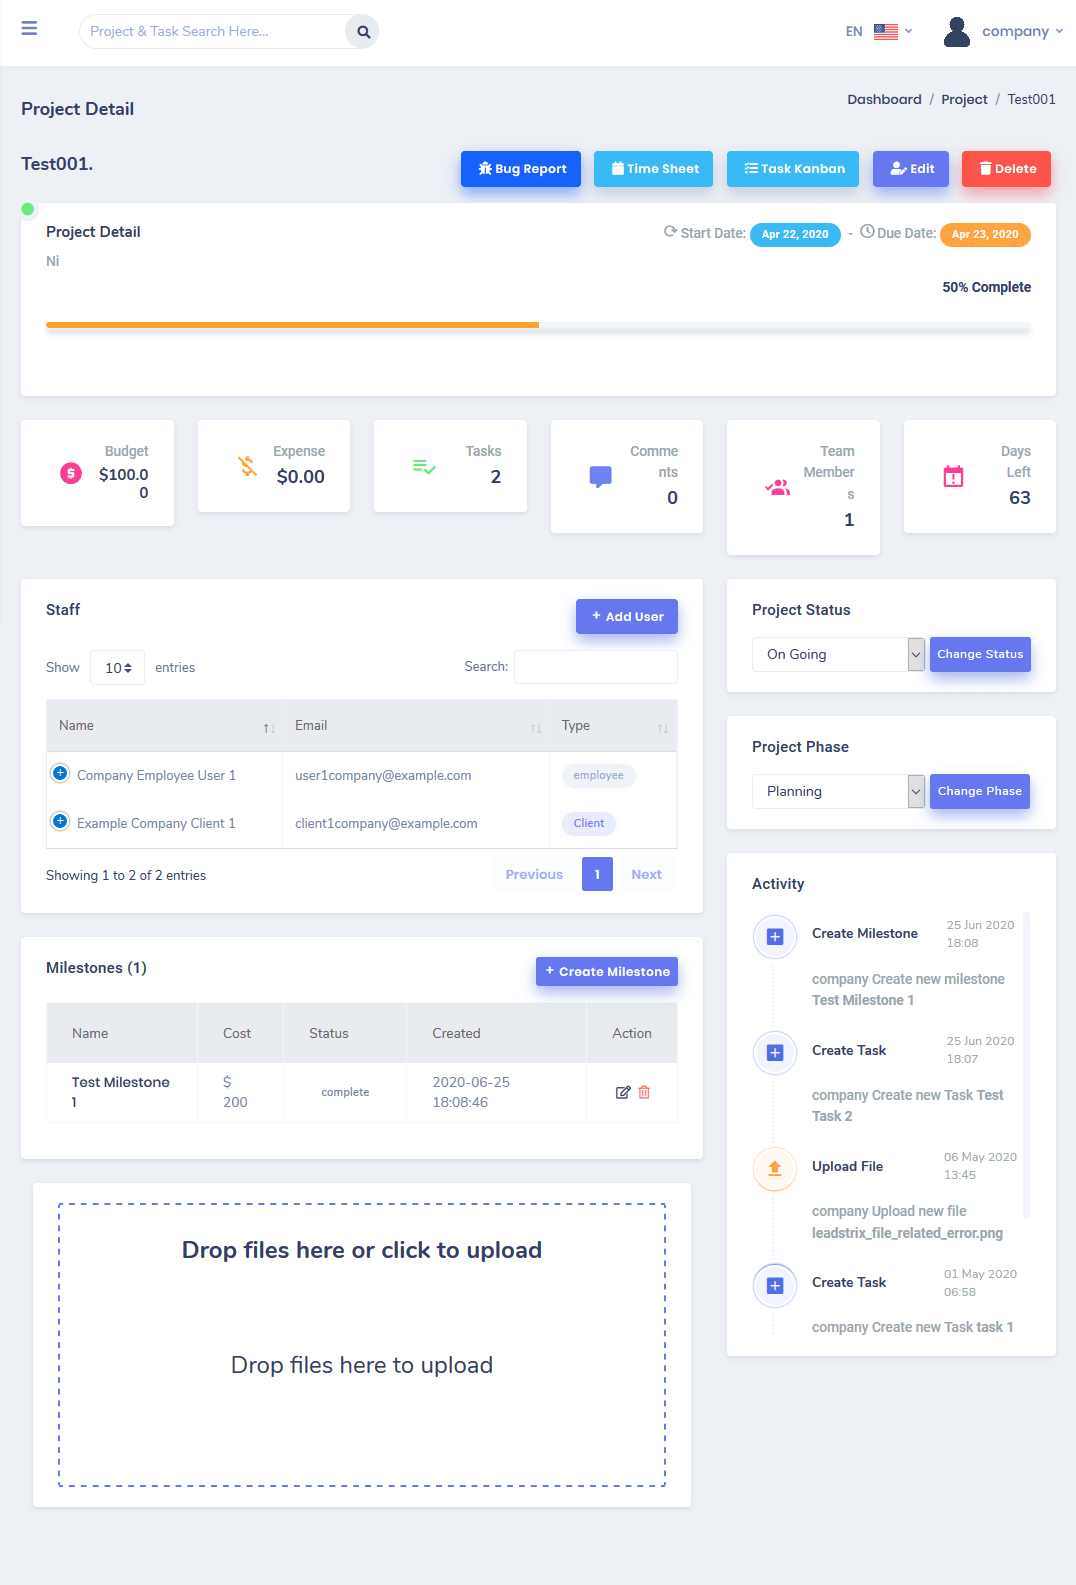 Project & Task Search Here...
EN
company
Project Detail
Dashboard / Project / Test001
Test001.
Bug Report
Time Sheet
Task Kanban
Edit
Delete
Project Detail
Start Date: Apr 22, 2020 - Due Date: Apr 23, 2020
Ni
50% Complete
Budget
$100.0
0
Expense
$0.00
Tasks
2
Comme
nts
0
Team
Member
s
1
Days
Left
63
Staff
+ Add User
Show 10 entries
Search:
Name Email Type
Company Employee User 1 user1company@example.com employee
Example Company Client 1 client1company@example.com Client
Showing 1 to 2 of 2 entries
Previous 1 Next
Project Status
On Going
Change Status
Project Phase
Planning
Change Phase
Milestones (1)
+ Create Milestone
Name Cost Status Created Action
Test Milestone $ complete 2020-06-25
1 200 18:08:46
Activity
Create Milestone 25 Jun 2020
18:08
company Create new milestone
Test Milestone 1
Create Task 25 Jun 2020
18:07
company Create new Task Test
Task 2
Upload File 06 May 2020
13:45
company Upload new file
leadstrix_file_related_error.png
Create Task 01 May 2020
06:58
company Create new Task task 1
Drop files here or click to upload
Drop files here to upload